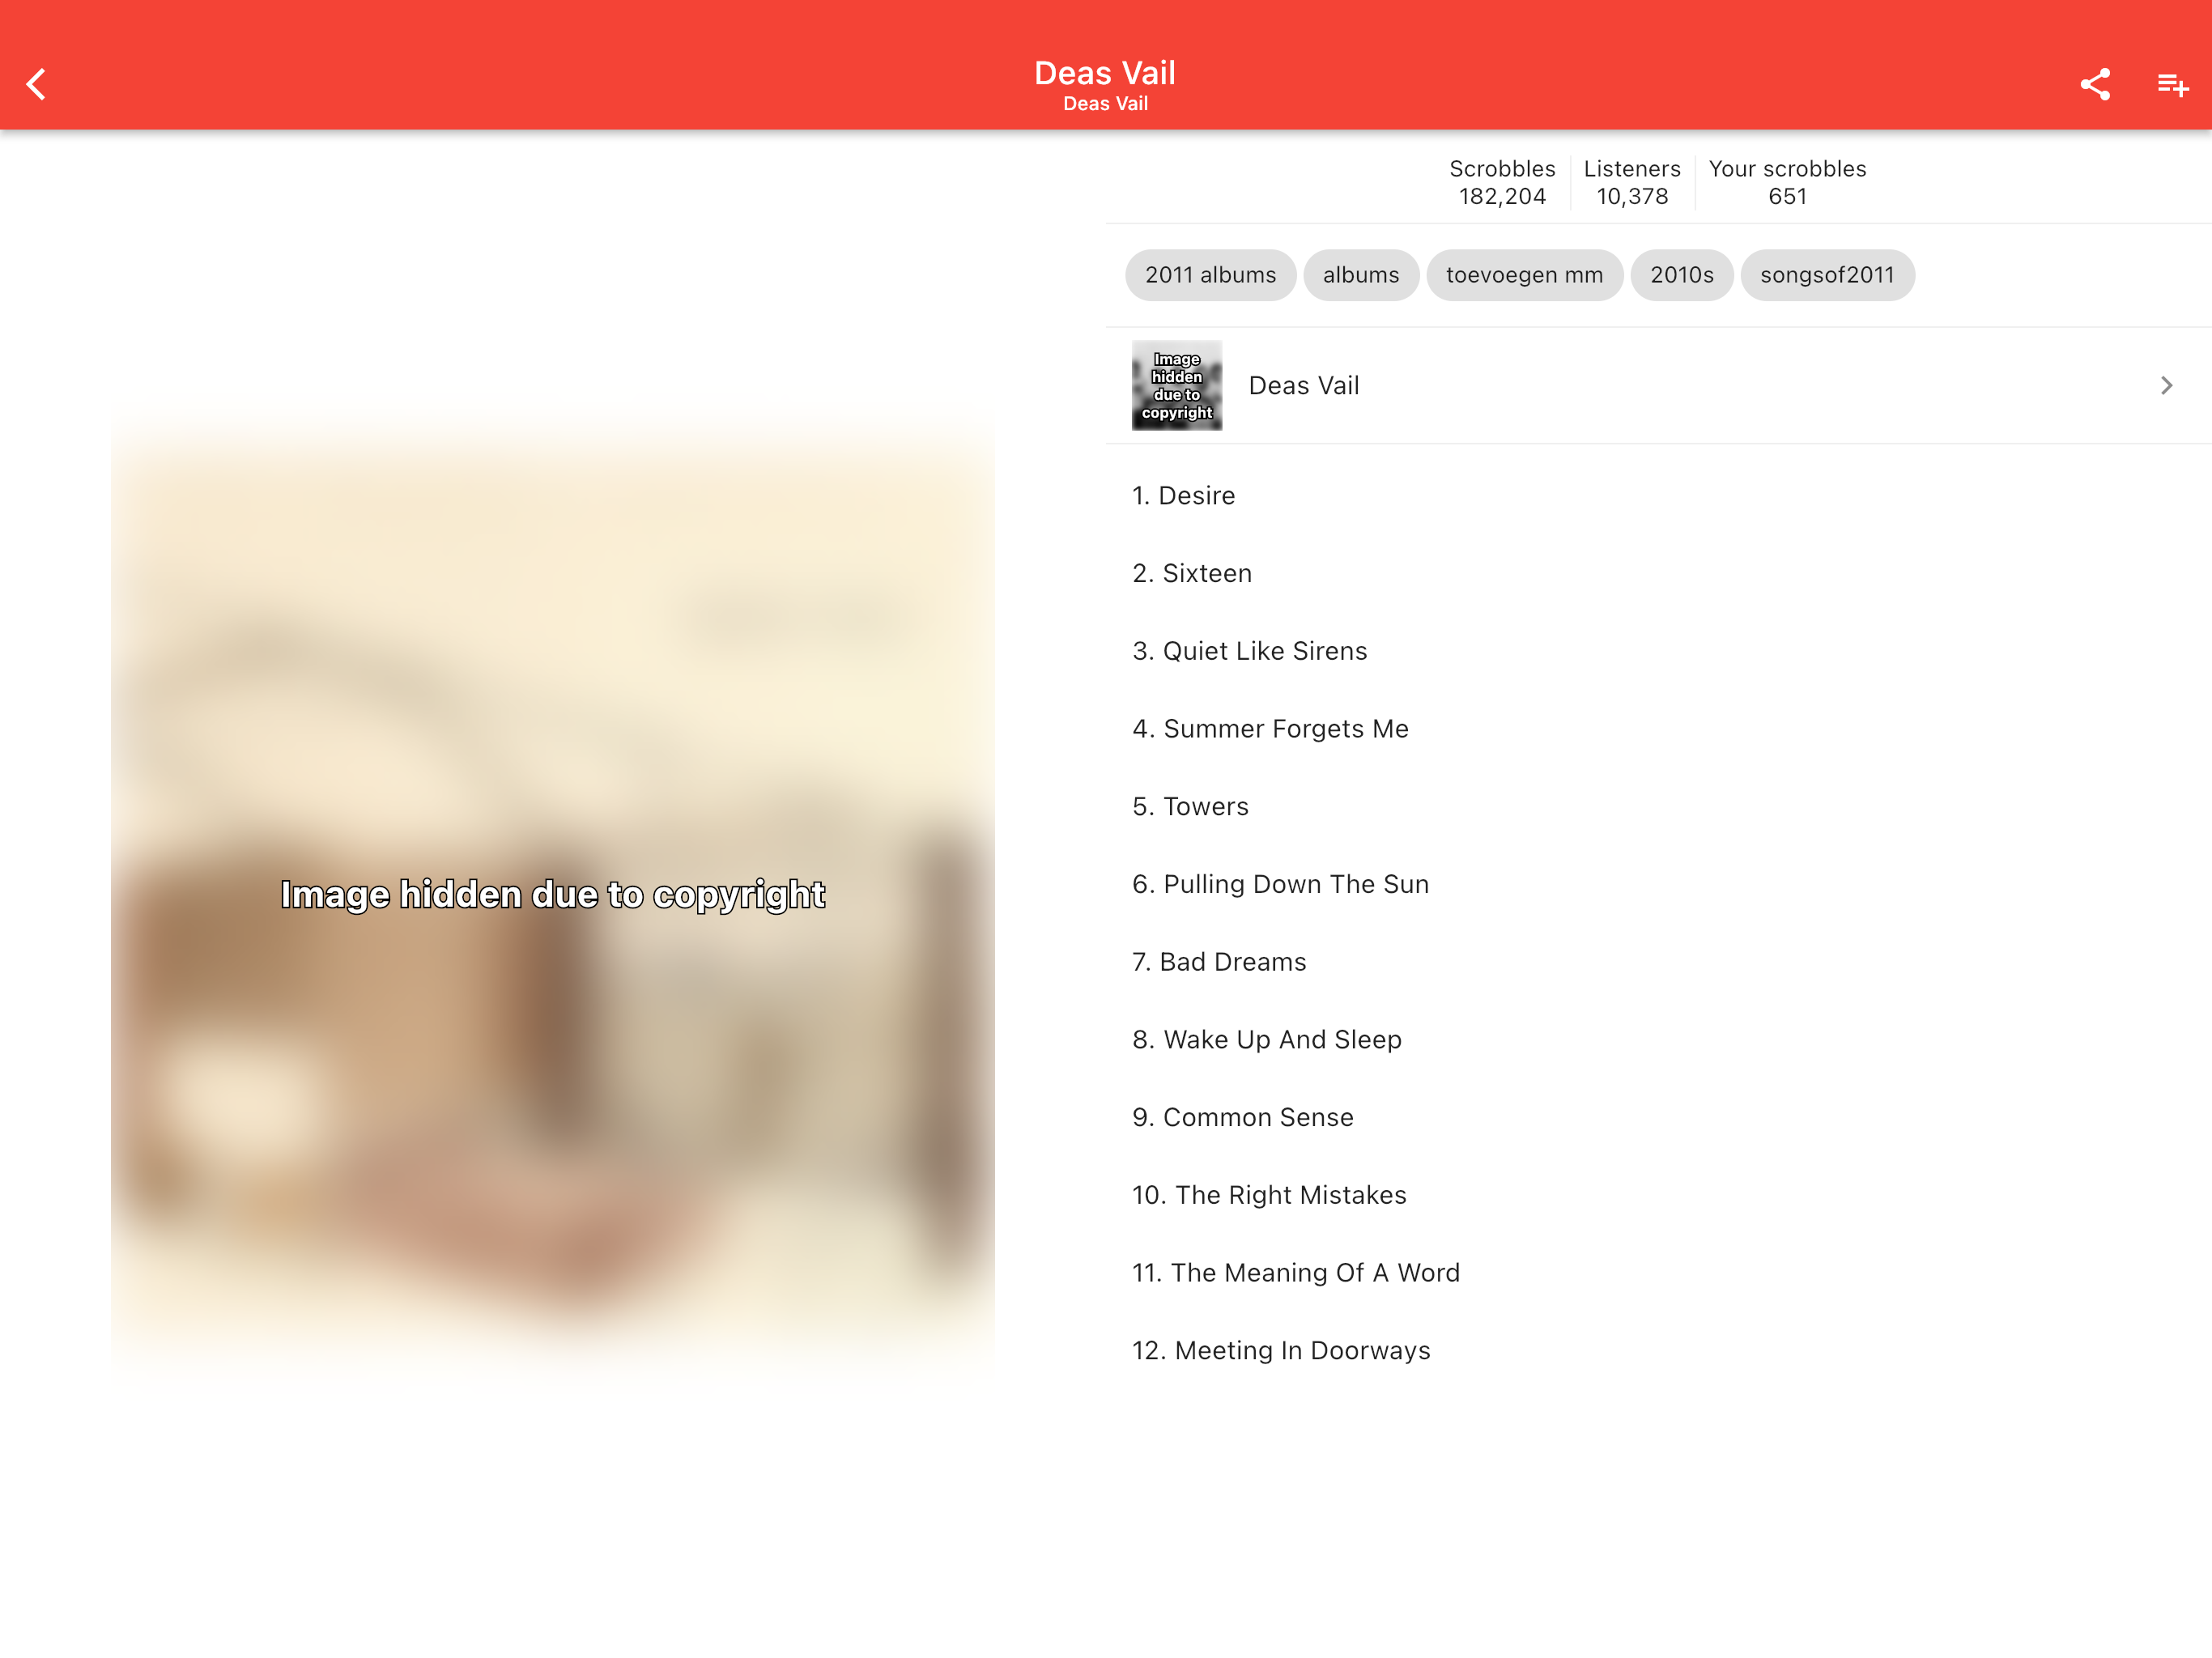 Deas Vail
Deas Vail
Scrobbles
182,204
Listeners
10,378
Your scrobbles
651
2011 albums
albums
toevoegen mm
2010s
songsof2011
Image
hidden
due to
copyright
Deas Vail
Image hidden due to copyright
1. Desire
2. Sixteen
3. Quiet Like Sirens
4. Summer Forgets Me
5. Towers
6. Pulling Down The Sun
7. Bad Dreams
8. Wake Up And Sleep
9. Common Sense
10. The Right Mistakes
11. The Meaning Of A Word
12. Meeting In Doorways